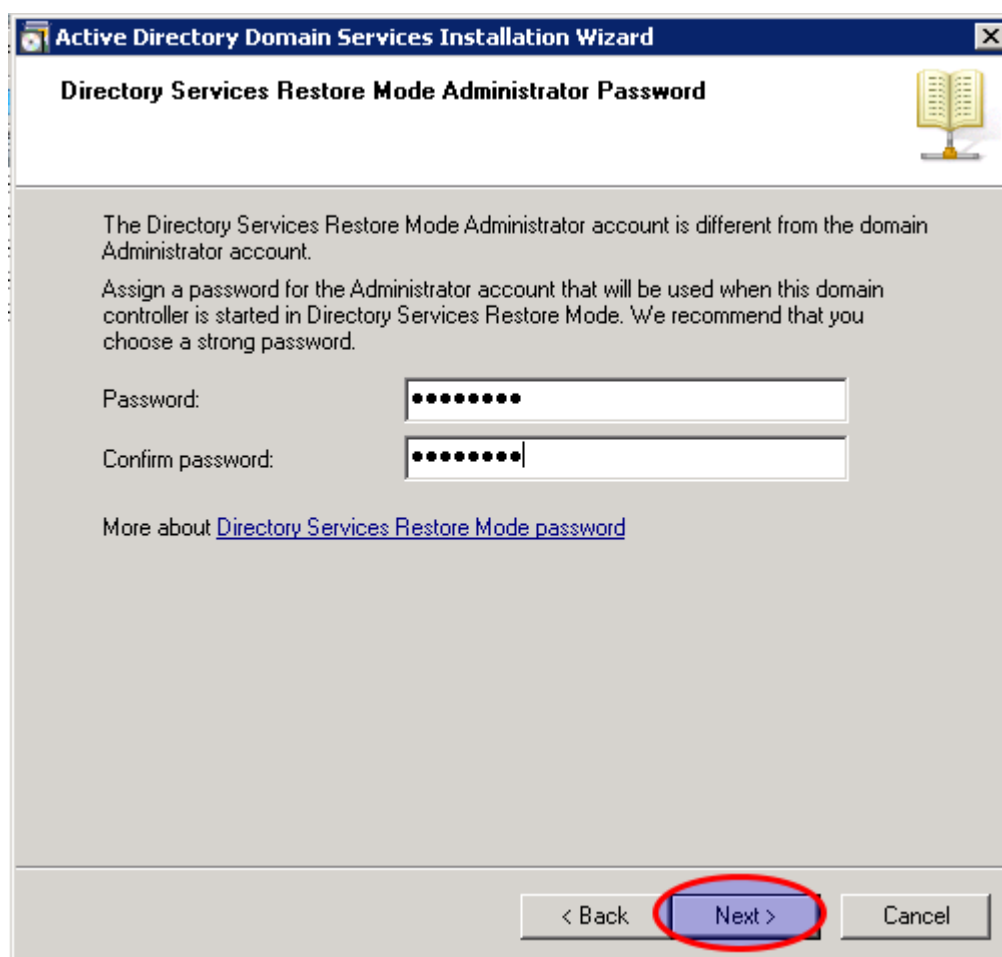 Active Directory Domain Services Installation Wizard
Directory Services Restore Mode Administrator Password
The Directory Services Restore Mode Administrator account is different from the domain
Administrator account.
Assign a password for the Administrator account that will be used when this domain
controller is started in Directory Services Restore Mode. We recommend that you
choose a strong password.
Password: ●●●●●●●●
Confirm password: ●●●●●●●●
More about Directory Services Restore Mode password
< Back Next > Cancel